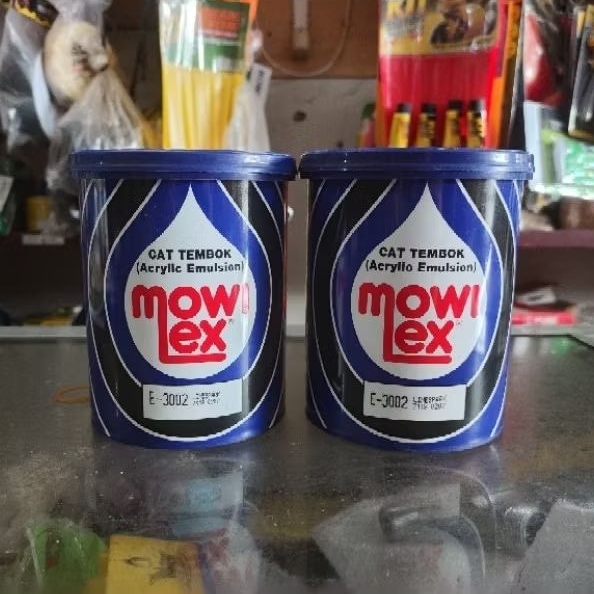 CAT TEMBOK
(Acrylic Emulsion)
mowi
Lex
E-3002
CAT TEMBOK
(Acrylic Emulsion)
mowi
Lex
E-3002